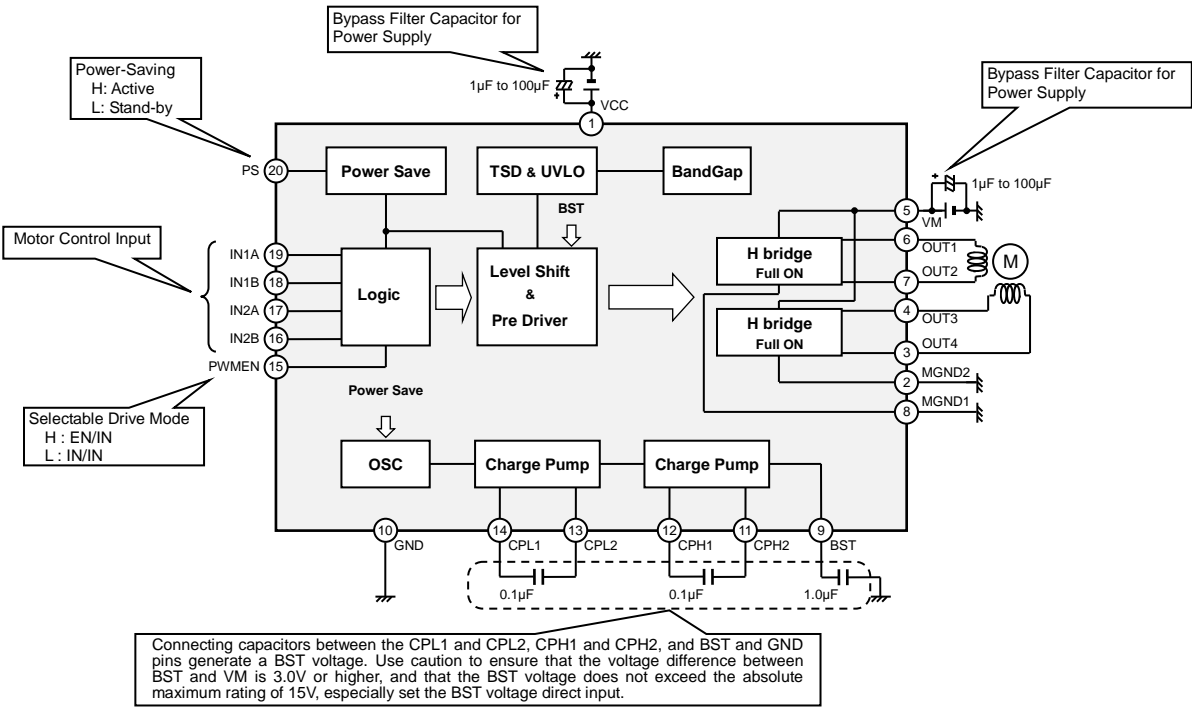 Bypass Filter Capacitor for
Power Supply
Power-Saving
H: Active
L: Stand-by
1µF to 100µF
+
VCC
1
Bypass Filter Capacitor for
Power Supply
PS
20
Power Save
TSD & UVLO
BandGap
+
1µF to 100µF
BST
5
VM
Motor Control Input
IN1A
19
IN1B
18
IN2A
17
IN2B
16
PWMEN
15
Logic
Level Shift
&
Pre Driver
H bridge
Full ON
H bridge
Full ON
6
OUT1
7
OUT2
M
4
OUT3
3
OUT4
2
MGND2
8
MGND1
Selectable Drive Mode
H : EN/IN
L : IN/IN
Power Save
OSC
Charge Pump
Charge Pump
10
GND
14
CPL1
13
CPL2
12
CPH1
11
CPH2
9
BST
0.1µF
0.1µF
1.0µF
Connecting capacitors between the CPL1 and CPL2, CPH1 and CPH2, and BST and GND
pins generate a BST voltage. Use caution to ensure that the voltage difference between
BST and VM is 3.0V or higher, and that the BST voltage does not exceed the absolute
maximum rating of 15V, especially set the BST voltage direct input.